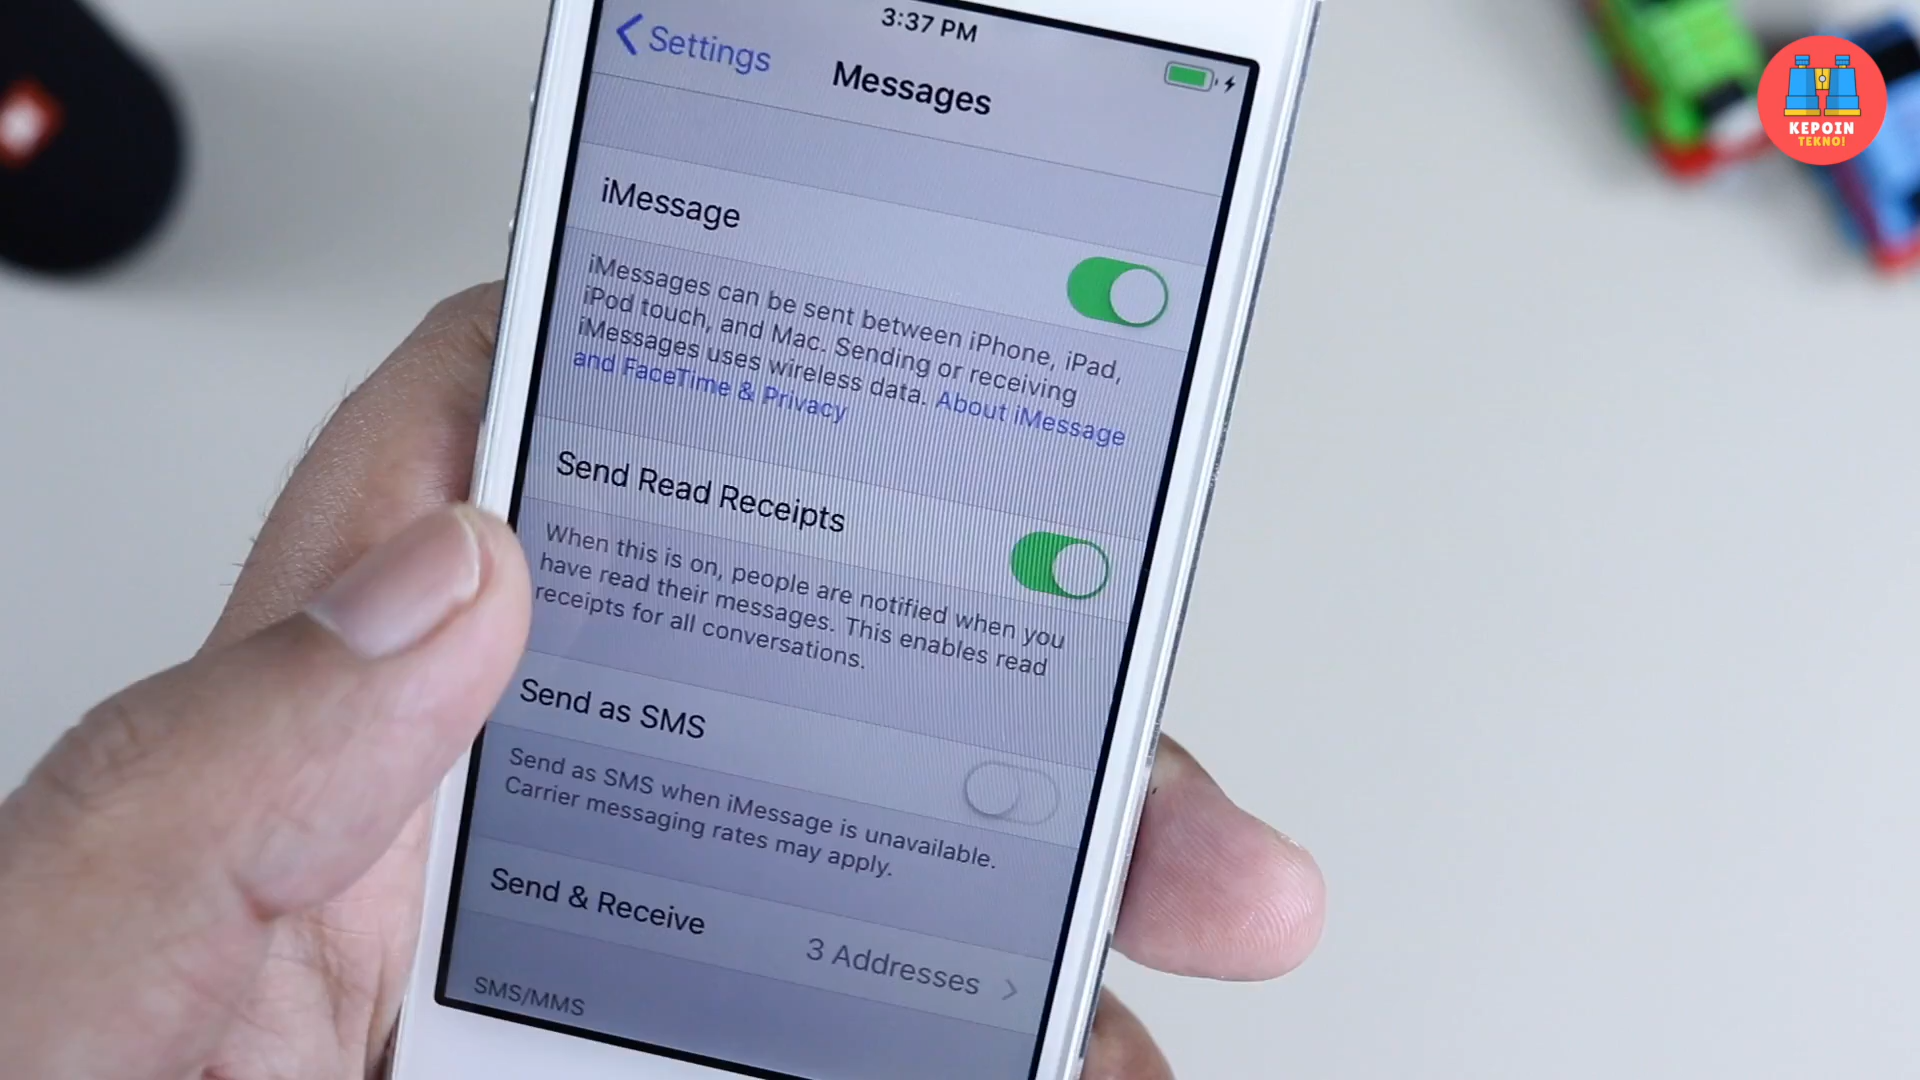 3:37 PM
Settings
Messages
KEPOIN
TEKNO!
iMessage
iMessages can be sent between iPhone, iPad,
iPod touch, and Mac. Sending or receiving
iMessages uses wireless data. About iMessage
and FaceTime & Privacy
Send Read Receipts
When this is on, people are notified when you
have read their messages. This enables read
receipts for all conversations.
Send as SMS
Send as SMS when iMessage is unavailable.
Carrier messaging rates may apply.
Send & Receive
3 Addresses
SMS/MMS